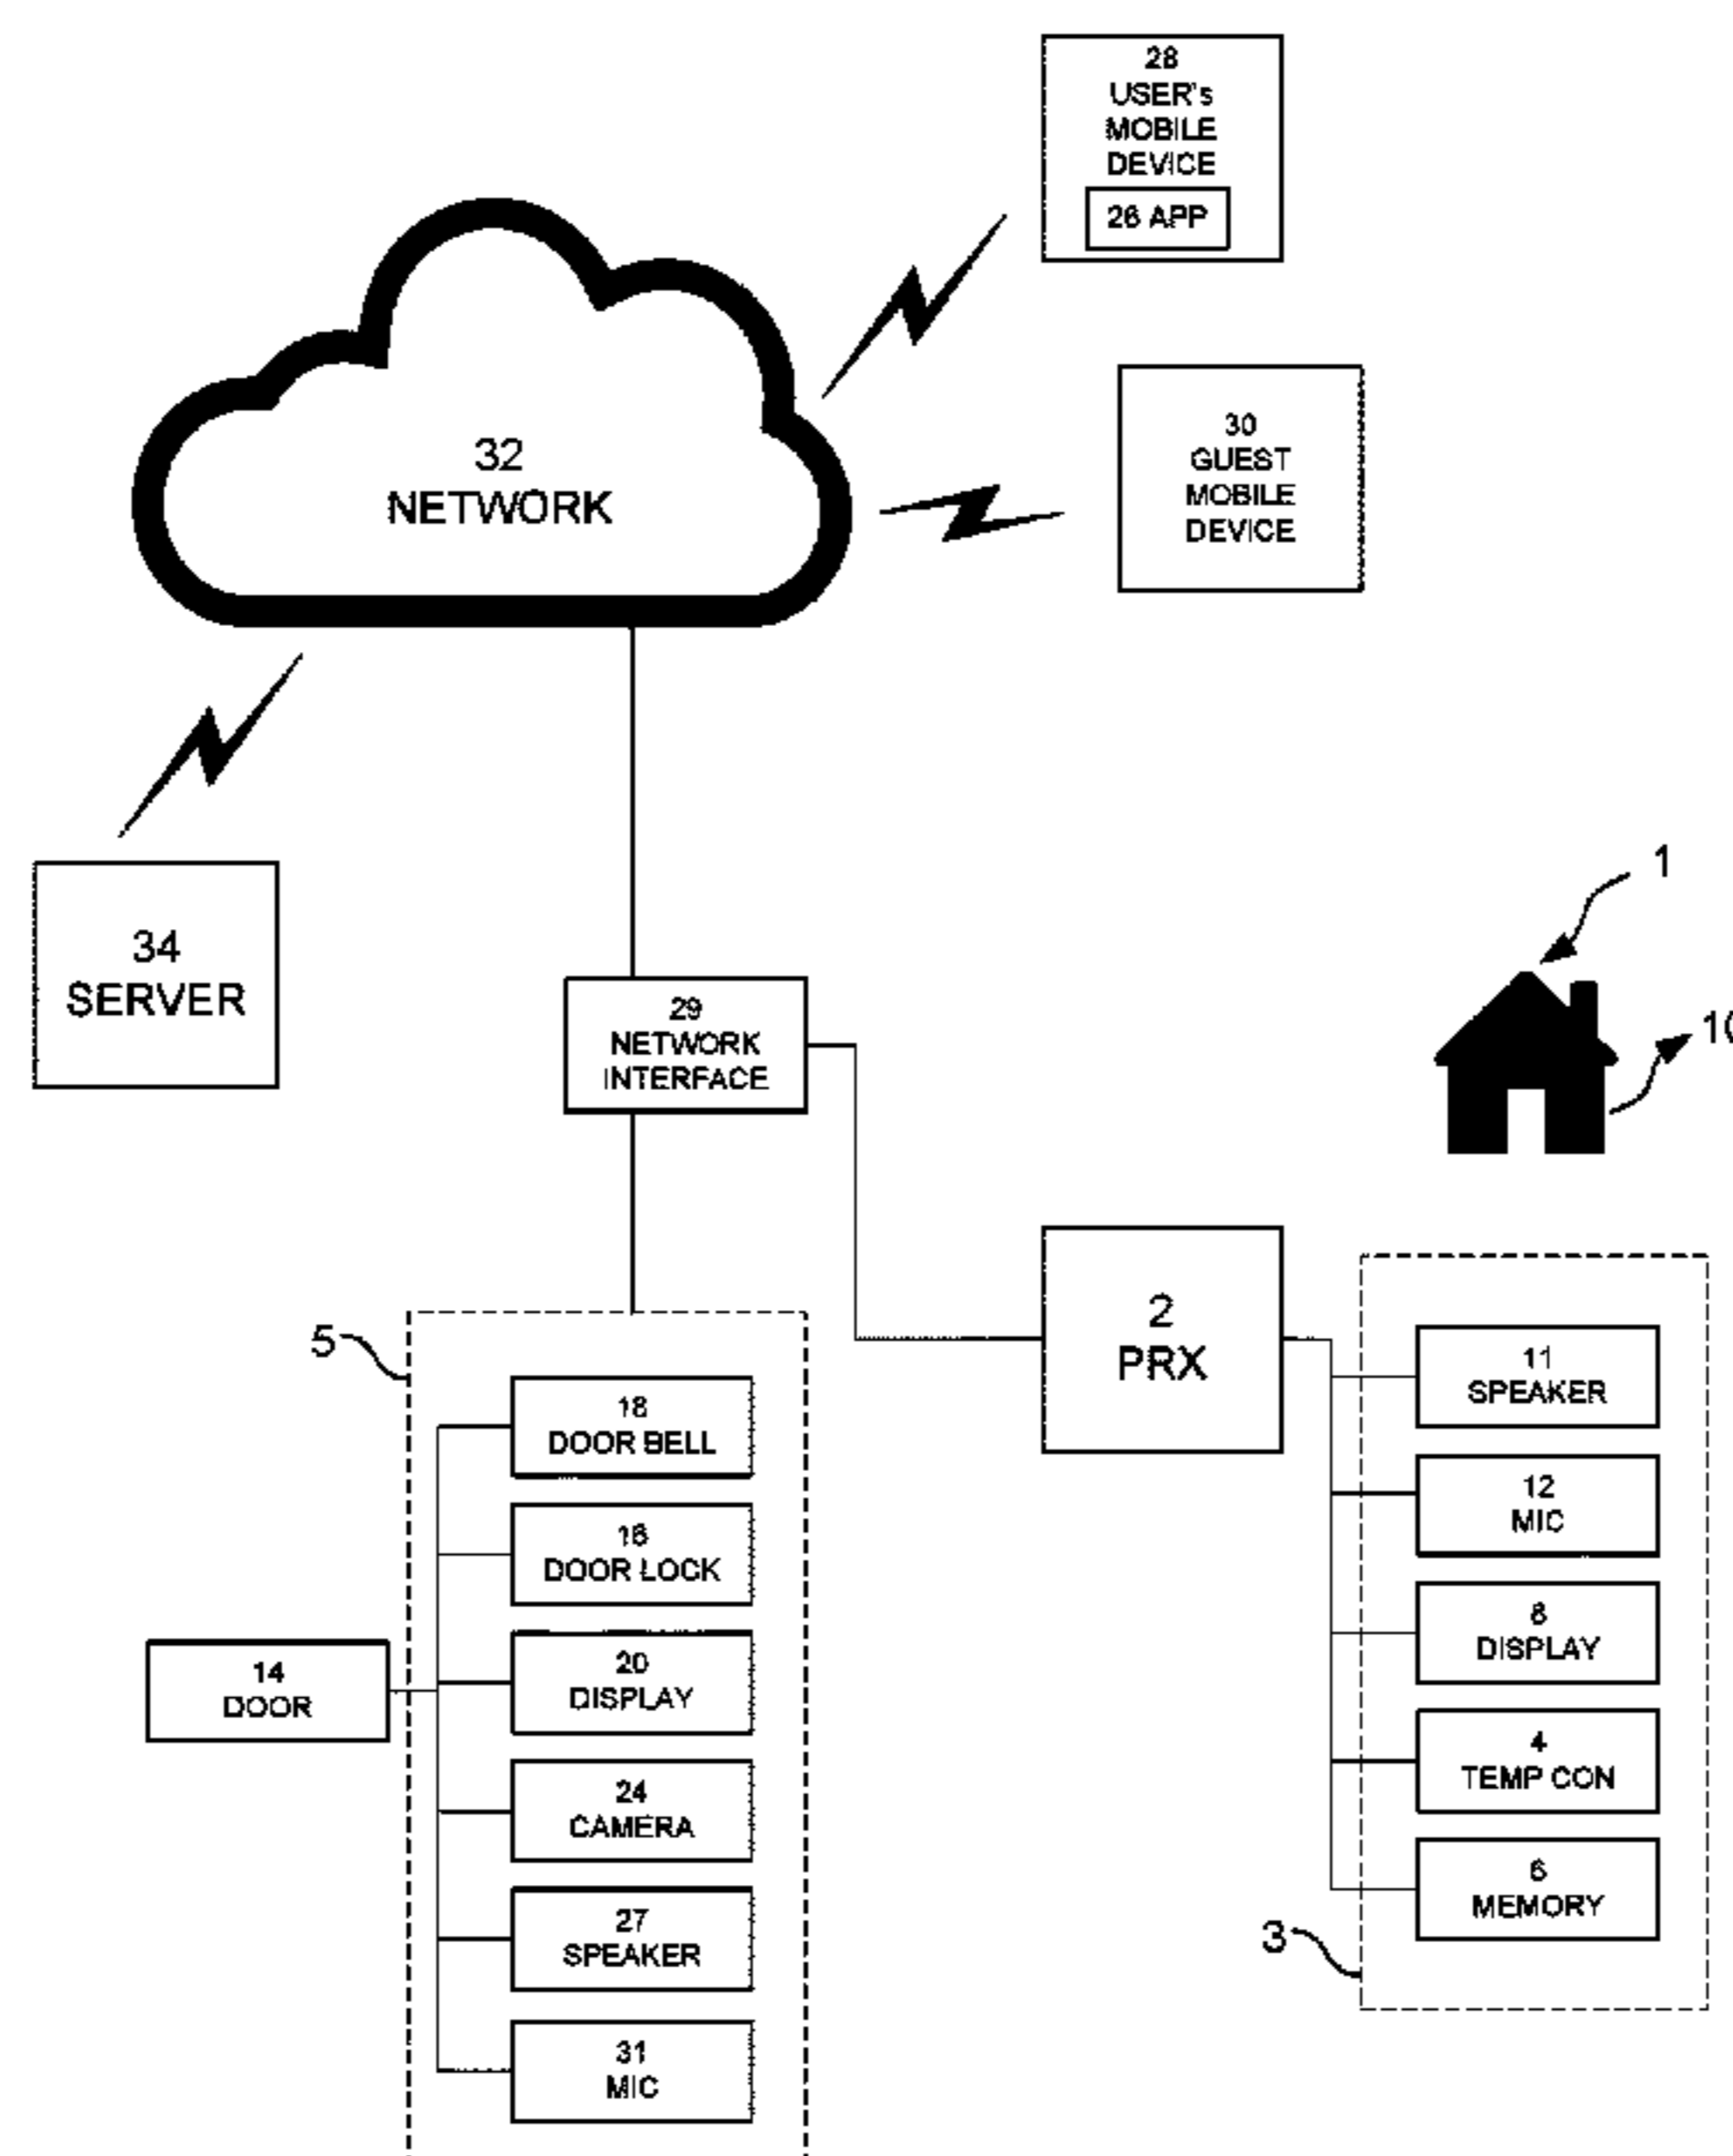 28
USER's
MOBILE
DEVICE
26 APP
30
GUEST
MOBILE
DEVICE
32
NETWORK
34
SERVER
1
10
29
NETWORK
INTERFACE
2
PRX
5
18
DOOR BELL
16
DOOR LOCK
20
DISPLAY
24
CAMERA
27
SPEAKER
31
MIC
14
DOOR
11
SPEAKER
12
MIC
8
DISPLAY
4
TEMP CON
6
MEMORY
3